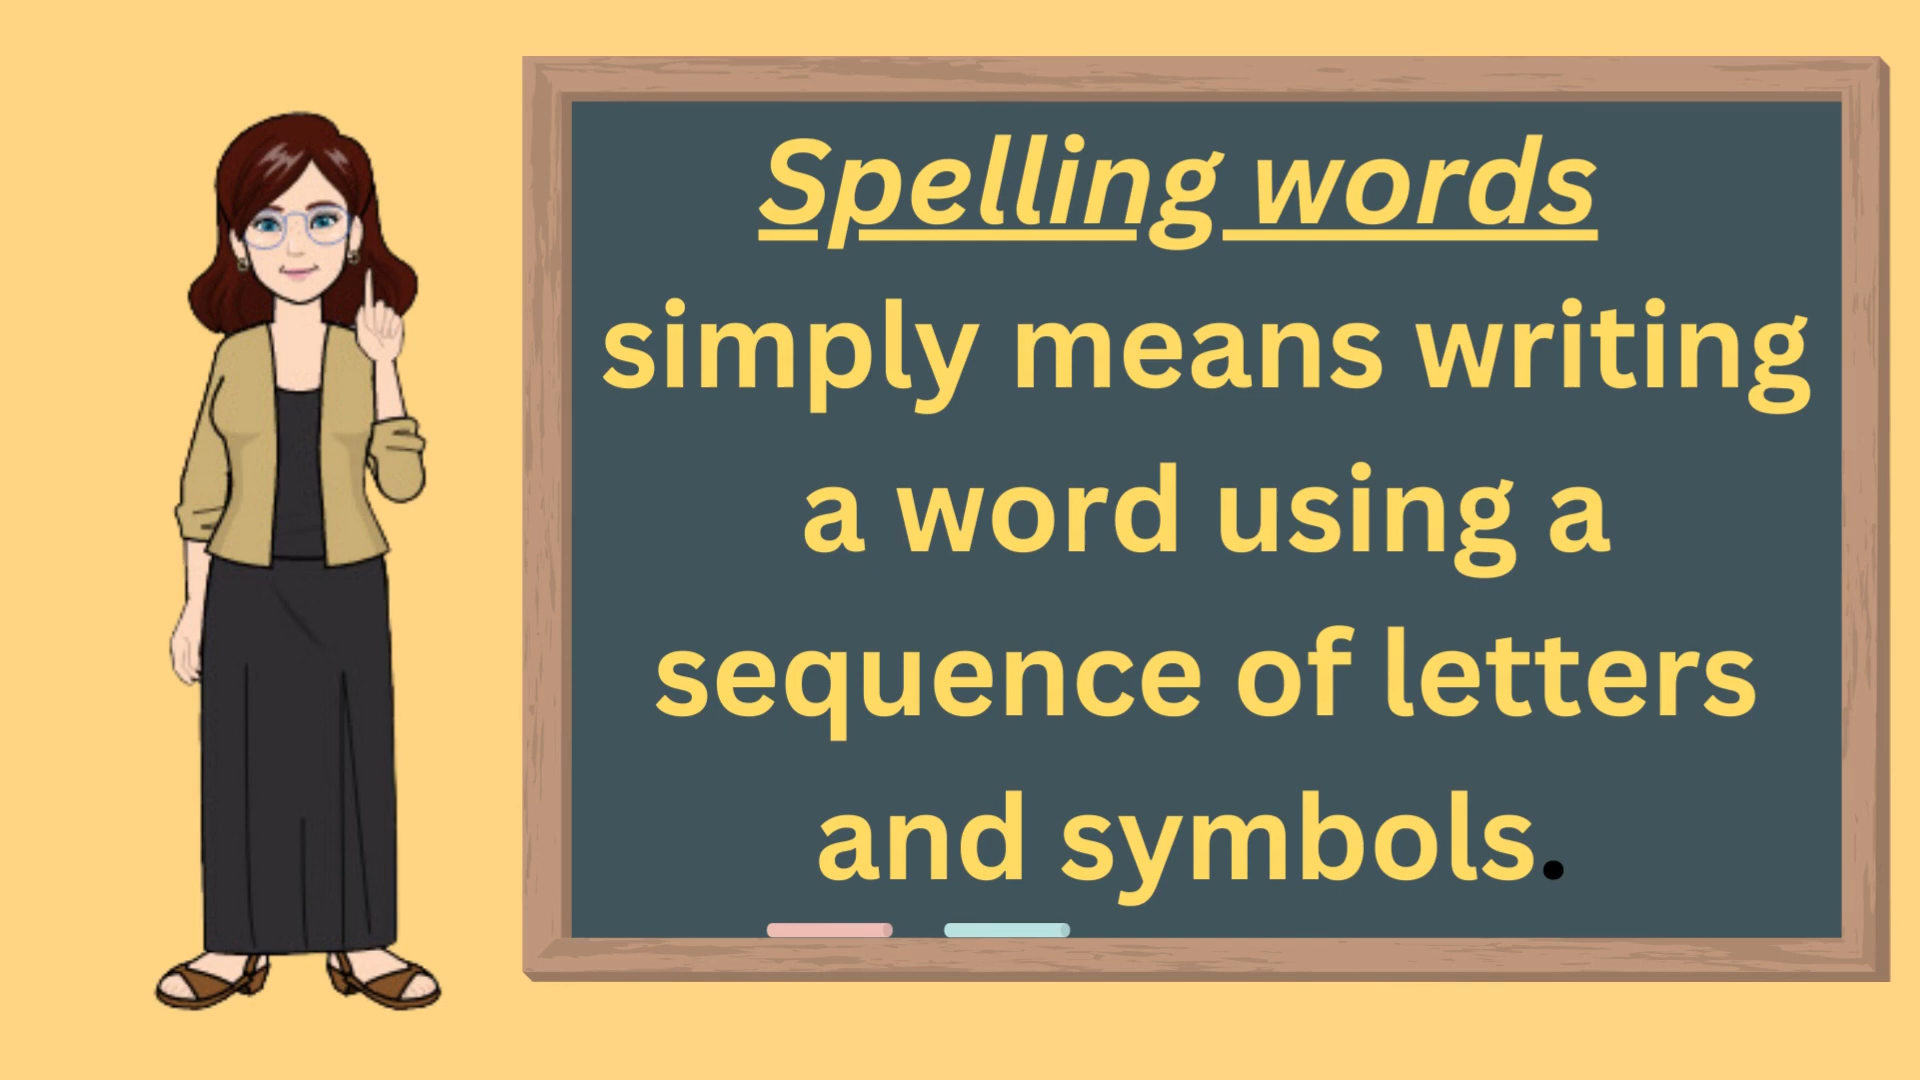 Spelling words
simply means writing
a word using a
sequence of letters
and symbols.